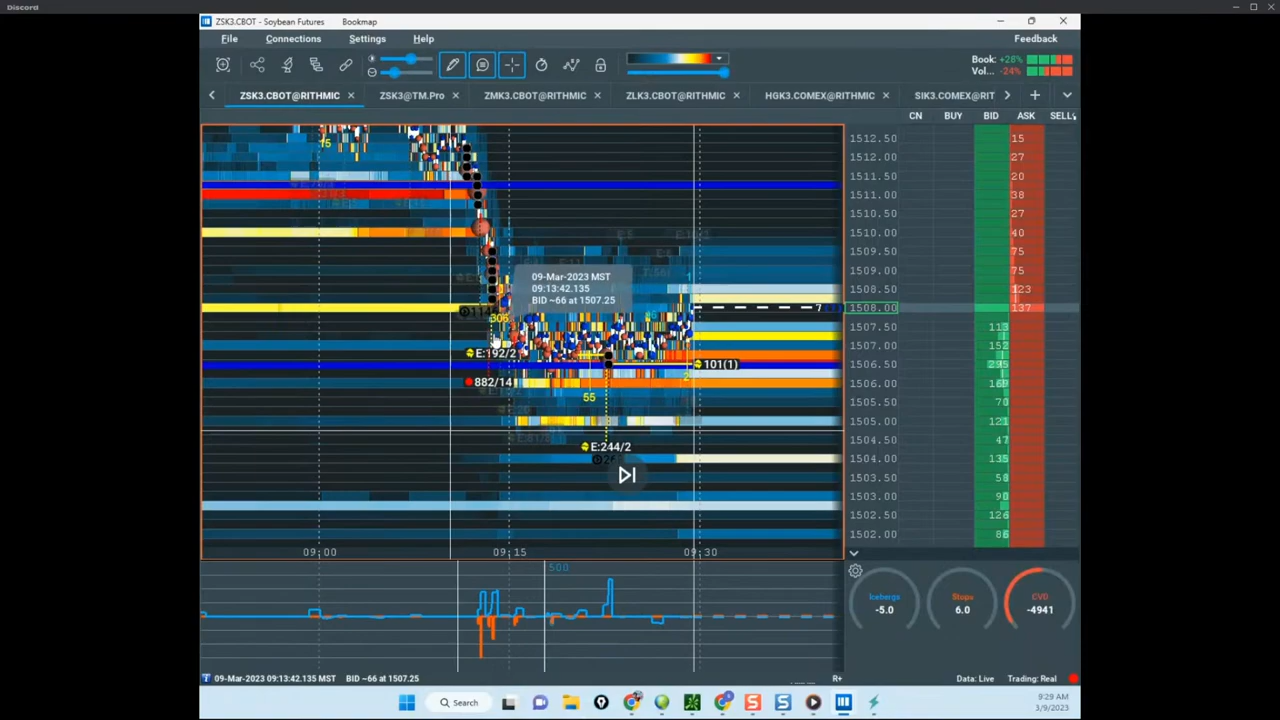 Discord
ZSK3.CBOT - Soybean Futures Bookmap
File Connections Settings Help Feedback
Book: +28%
Vol... -24%
ZSK3.CBOT@RITHMIC ZSK3@TM.Pro ZMK3.CBOT@RITHMIC ZLK3.CBOT@RITHMIC HGK3.COMEX@RITHMIC SIK3.COMEX@RIT
CN BUY BID ASK SELL
1512.50 15
1512.00 27
1511.50 20
1511.00 38
1510.50 27
1510.00 40
1509.50 75
1509.00 75
1508.50 123
1508.00 137
1507.50 113
1507.00 152
1506.50 295
1506.00 169
1505.50 70
1505.00 121
1504.50 47
1504.00 135
1503.50 58
1503.00 90
1502.50 126
1502.00 86
15
09-Mar-2023 MST
09:13:42.135
BID ~66 at 1507.25
306
7
E:192/2
101(1)
882/14
55
E:244/2
09:00 09:15 09:30
500
Icebergs
-5.0
Stops
6.0
CVD
-4941
09-Mar-2023 09:13:42.135 MST BID ~66 at 1507.25 R+ Data: Live Trading: Real
Search
9:29 AM
3/9/2023